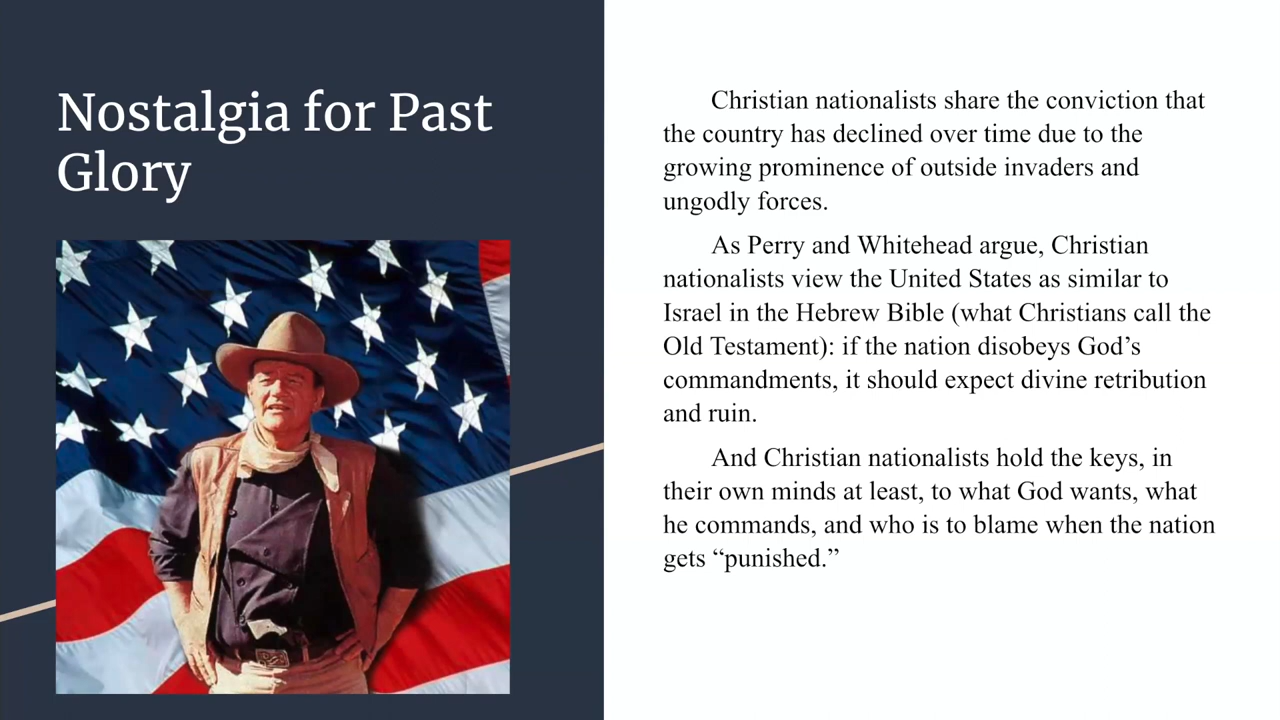 Nostalgia for Past
Glory
Christian nationalists share the conviction that
the country has declined over time due to the
growing prominence of outside invaders and
ungodly forces.
As Perry and Whitehead argue, Christian
nationalists view the United States as similar to
Israel in the Hebrew Bible (what Christians call the
Old Testament): if the nation disobeys God’s
commandments, it should expect divine retribution
and ruin.
And Christian nationalists hold the keys, in
their own minds at least, to what God wants, what
he commands, and who is to blame when the nation
gets “punished.”